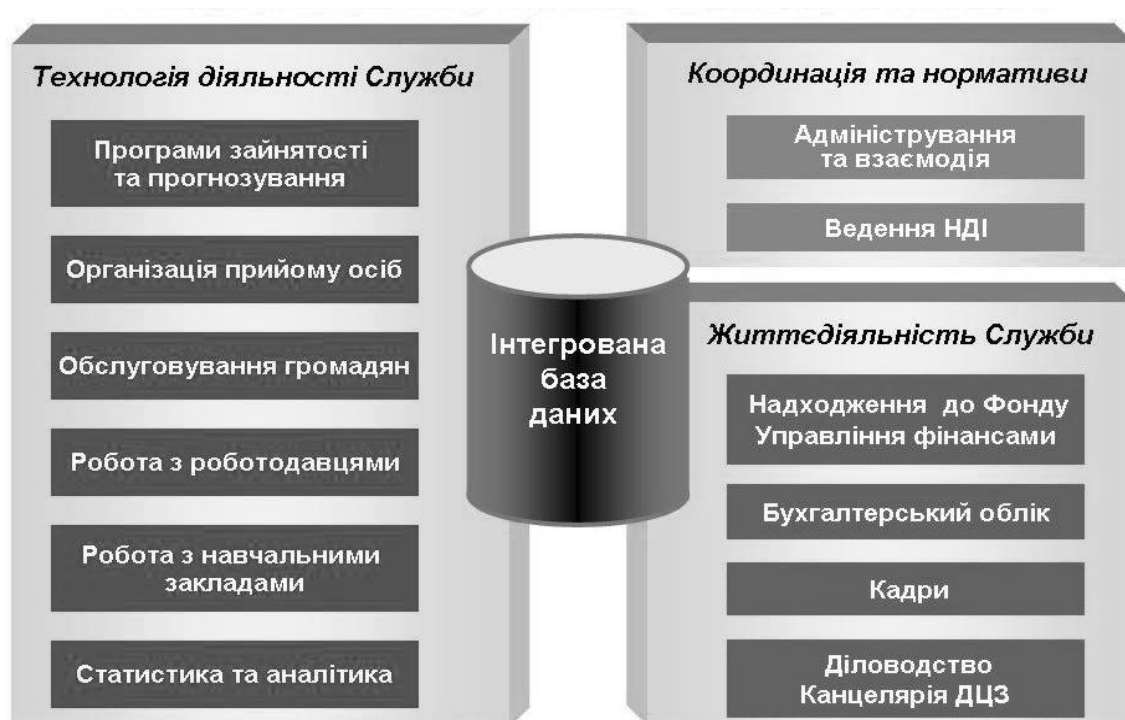 Технологія діяльності Служби
Програми зайнятості
та прогнозування
Організація прийому осіб
Обслуговування громадян
Робота з роботодавцями
Робота з навчальними
закладами
Статистика та аналітика
Інтегрована
база
даних
Координація та нормативи
Адміністрування
та взаємодія
Ведення НДІ
Життєдіяльність Служби
Надходження до Фонду
Управління фінансами
Бухгалтерський облік
Кадри
Діловодство
Канцелярія ДЦЗ